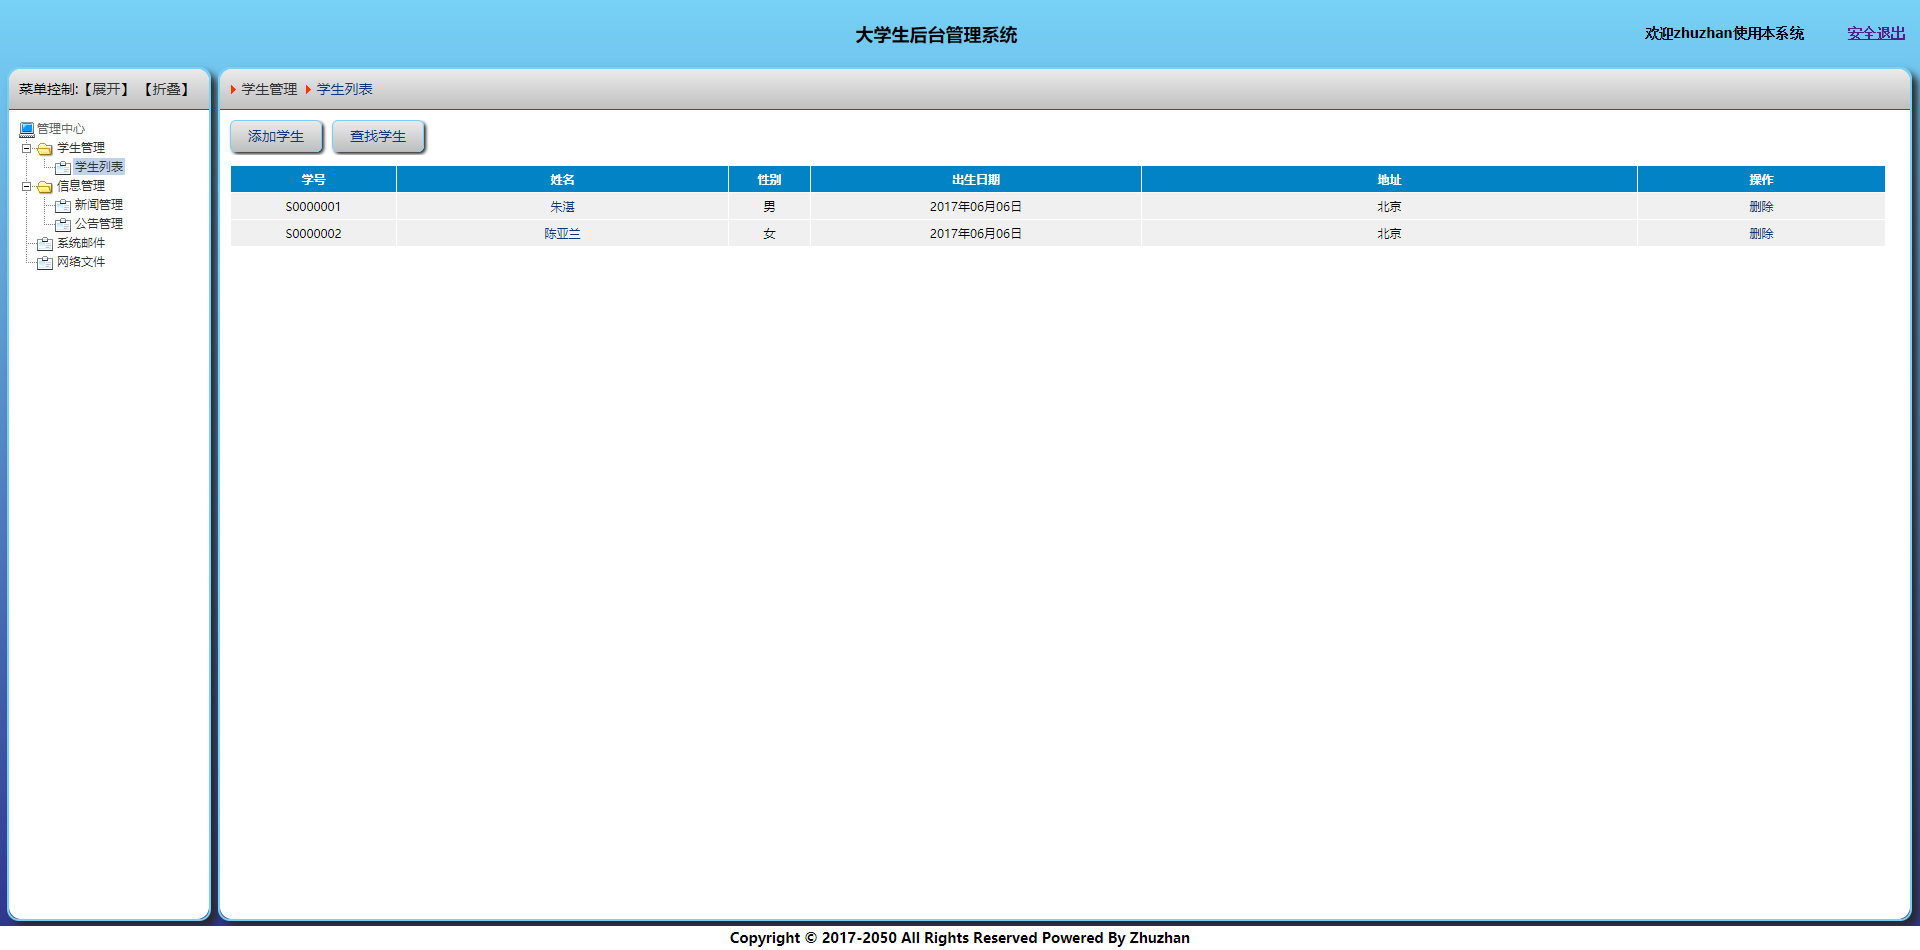 大学生后台管理系统
欢迎zhuzhan使用本系统 安全退出
菜单控制:【展开】 【折叠】
管理中心
学生管理
学生列表
信息管理
新闻管理
公告管理
系统邮件
网络文件
学生管理 学生列表
添加学生 查找学生
学号 姓名 性别 出生日期 地址 操作
S0000001 朱湛 男 2017年06月06日 北京 删除
S0000002 陈亚兰 女 2017年06月06日 北京 删除
Copyright © 2017-2050 All Rights Reserved Powered By Zhuzhan